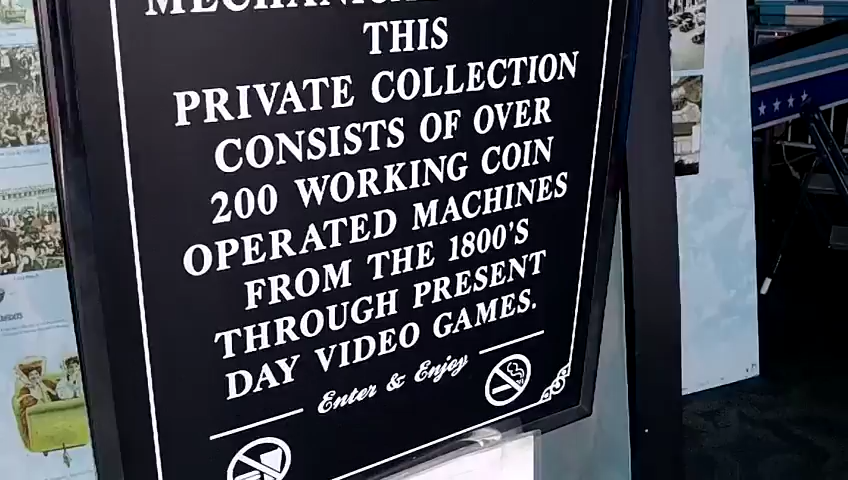 THIS
PRIVATE COLLECTION
CONSISTS OF OVER
200 WORKING COIN
OPERATED MACHINES
FROM THE 1800'S
THROUGH PRESENT
DAY VIDEO GAMES.
Enter & Enjoy